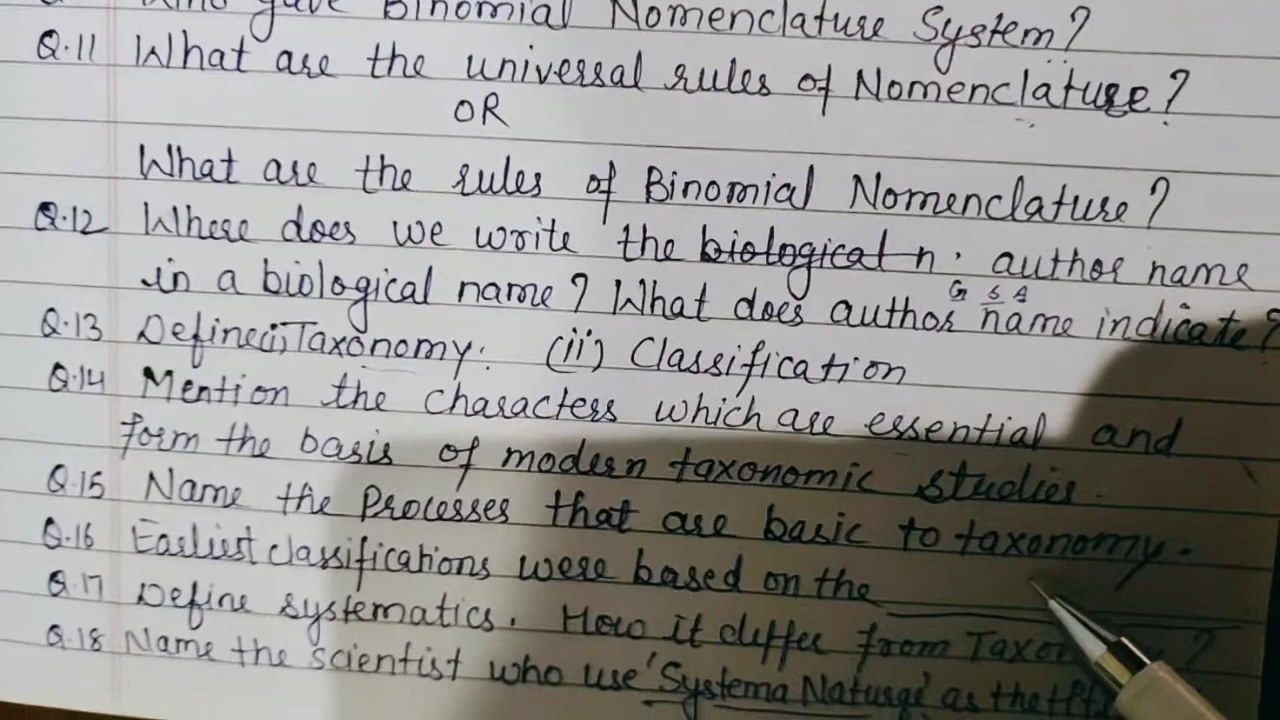 gave Binomial Nomenclature System?
Q.11 What are the universal rules of Nomenclature?
OR
What are the rules of Binomial Nomenclature?
Q.12 Where does we write the biological n. author name
in a biological name? What does author name indicate?
G S A
Q.13 Define(i) Taxonomy. (ii) Classification
Q.14 Mention the characters which are essential and
form the basis of modern taxonomic studies.
Q.15 Name the Processes that are basic to taxonomy.
Q.16 Earliest classifications were based on the
Q.17 Define systematics. How it differ from ?
Q.18 Name the scientist who use 'Systema Naturae' as the